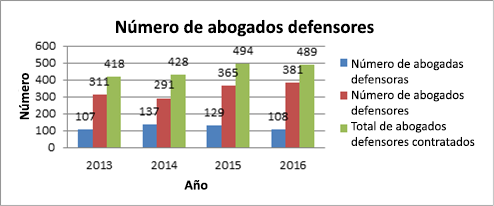 Número de abogados defensores
600
500
400
300
200
100
0
Número
107
311
418
137
291
428
129
365
494
108
381
489
2013
2014
2015
2016
Año
Número de abogadas
defensoras
Número de abogados
defensores
Total de abogados
defensores contratados